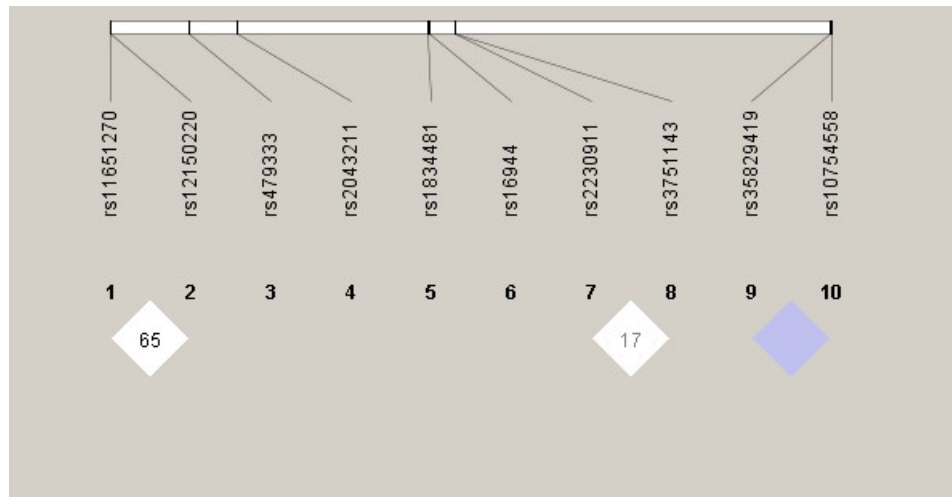 rs11651270
rs12150220
rs479333
rs2043211
rs1834481
rs16944
rs2230911
rs3751143
rs35829419
rs10754558
1 2 3 4 5 6 7 8 9 10
65 17